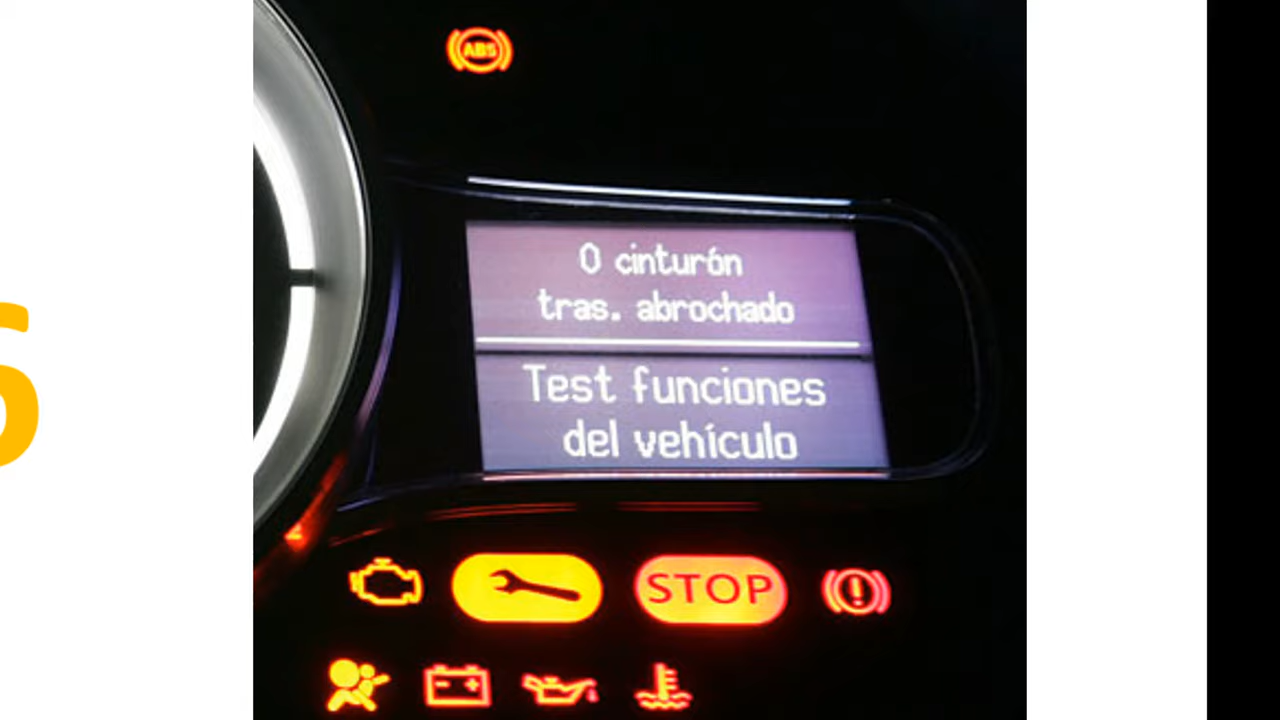 ABS
0 cinturón
tras. abrochado
Test funciones
del vehículo
STOP